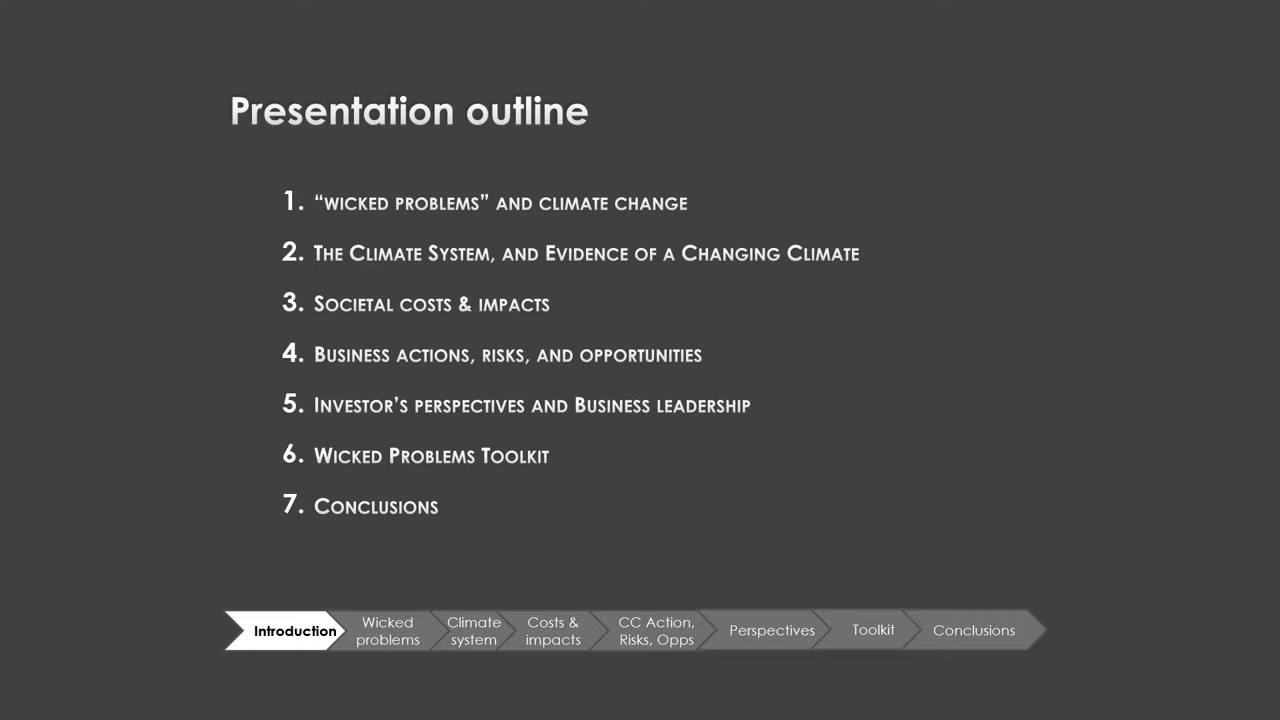 Presentation outline
1. “WICKED PROBLEMS” AND CLIMATE CHANGE
2. THE CLIMATE SYSTEM, AND EVIDENCE OF A CHANGING CLIMATE
3. SOCIETAL COSTS & IMPACTS
4. BUSINESS ACTIONS, RISKS, AND OPPORTUNITIES
5. INVESTOR’S PERSPECTIVES AND BUSINESS LEADERSHIP
6. WICKED PROBLEMS TOOLKIT
7. CONCLUSIONS
Introduction
Wicked
problems
Climate
system
Costs &
impacts
CC Action,
Risks, Opps
Perspectives
Toolkit
Conclusions